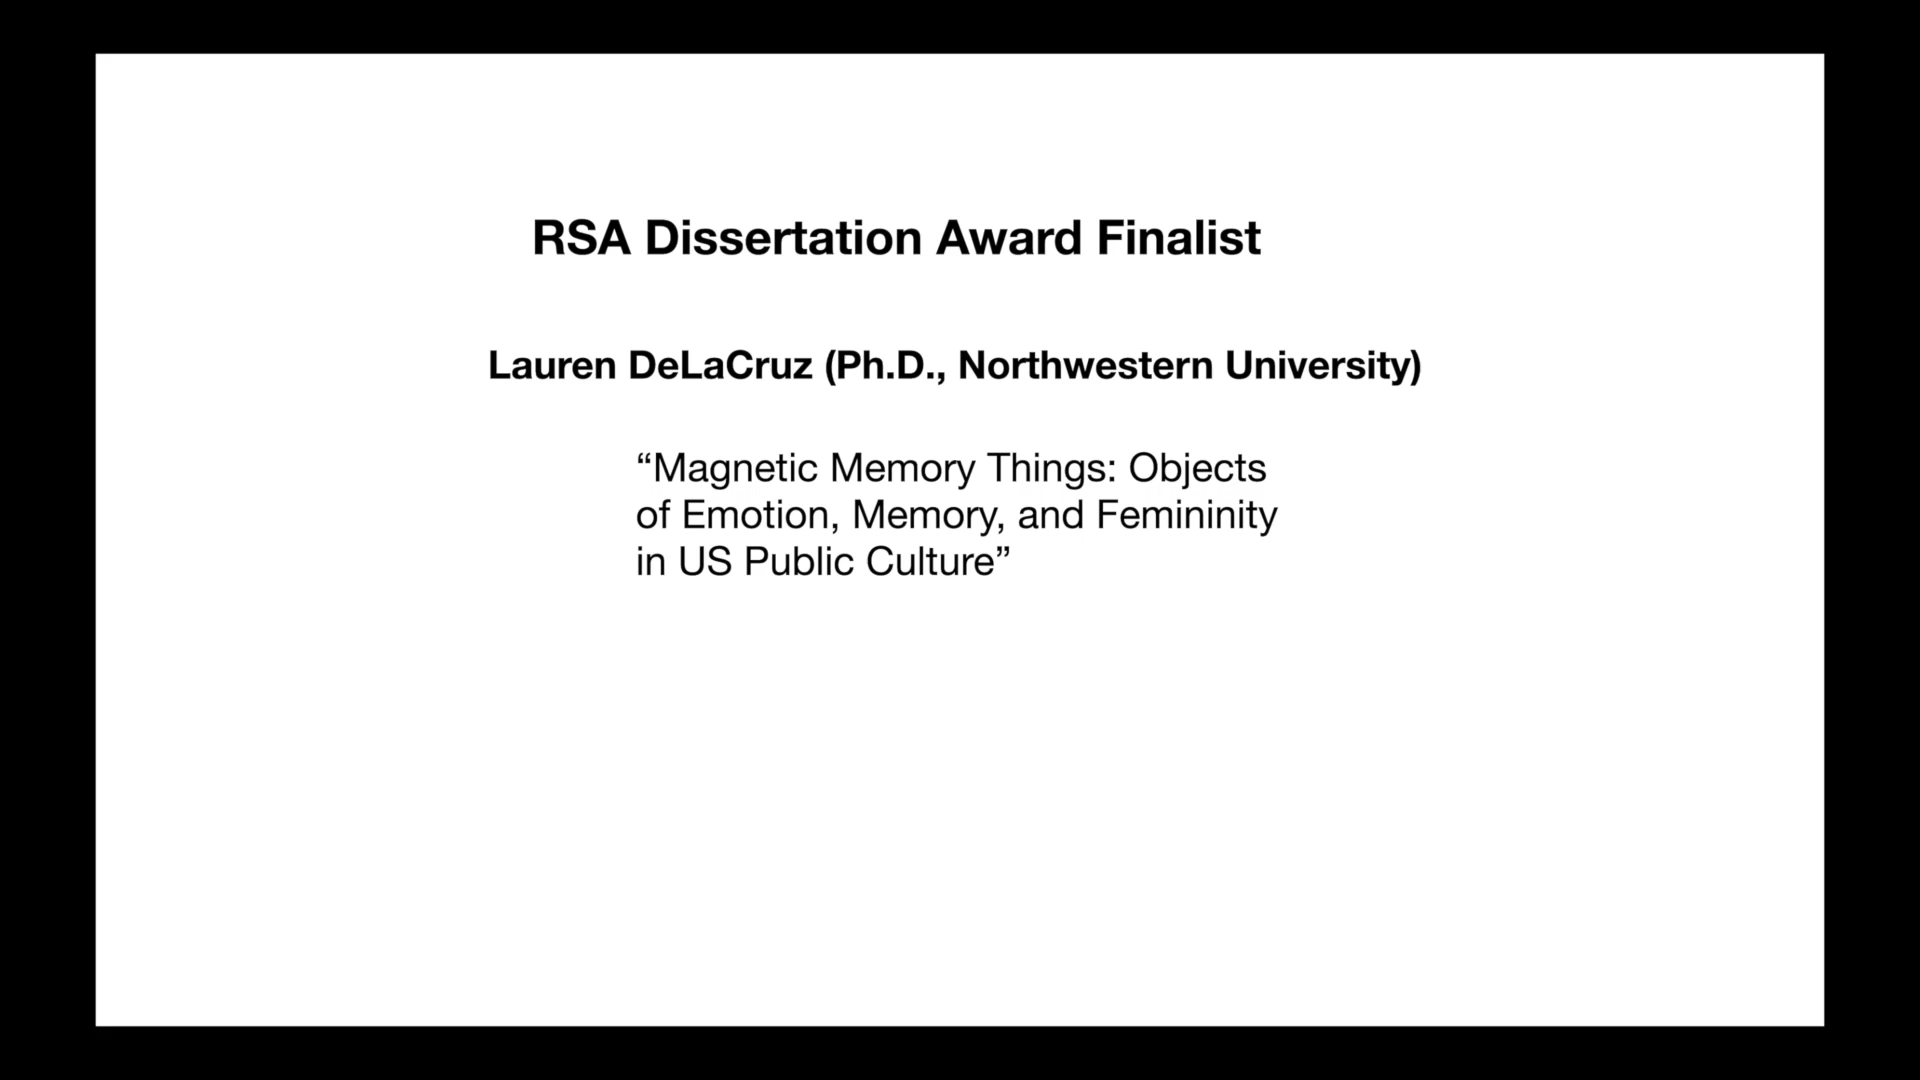 RSA Dissertation Award Finalist
Lauren DeLaCruz (Ph.D., Northwestern University)
“Magnetic Memory Things: Objects
of Emotion, Memory, and Femininity
in US Public Culture”